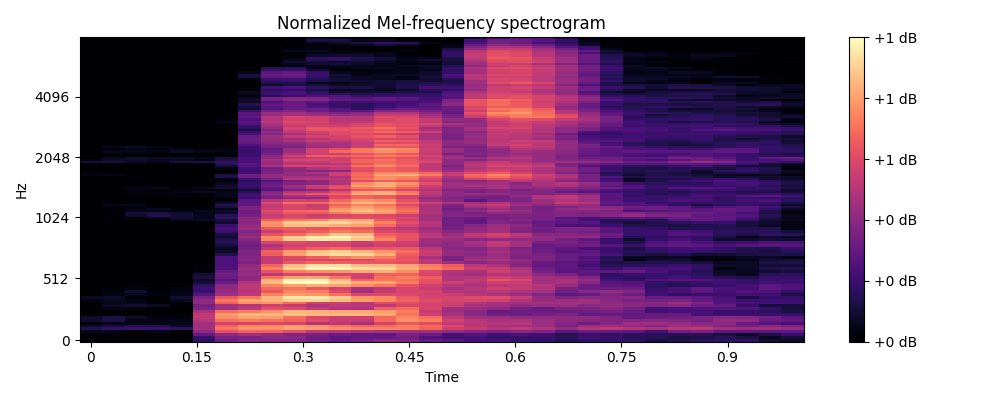 Normalized Mel-frequency spectrogram
+1 dB
4096
+1 dB
2048
+1 dB
Hz
1024
+0 dB
512
+0 dB
0
+0 dB
0 0.15 0.3 0.45 0.6 0.75 0.9
Time